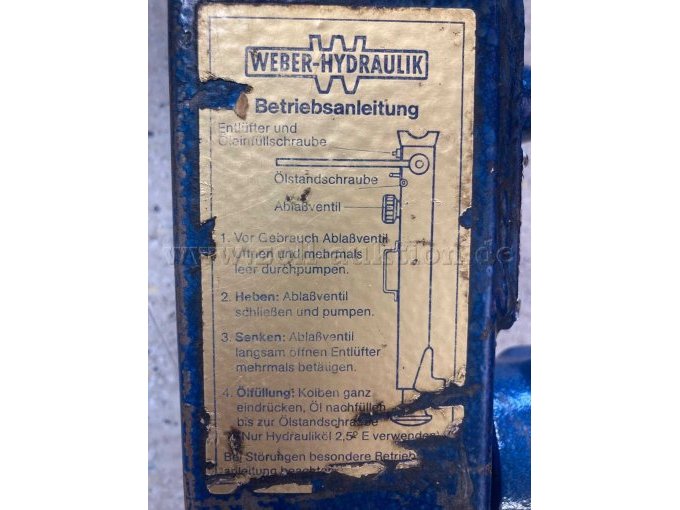 WEBER-HYDRAULIK
Betriebsanleitung
Entlüfter und
Öleinfüllschraube
Ölstandschraube
Ablaßventil
1. Vor Gebrauch Ablaßventil
öffnen und mehrmals
leer durchpumpen.
2. Heben: Ablaßventil
schließen und pumpen.
3. Senken: Ablaßventil
langsam öffnen Entlüfter
mehrmals betätigen.
4. Ölfüllung: Kolben ganz
eindrücken, Öl nachfüllen
bis zur Ölstandschraube
Nur Hydrauliköl 2,5° E verwenden
Bei Störungen besondere Betrieb
anleitung